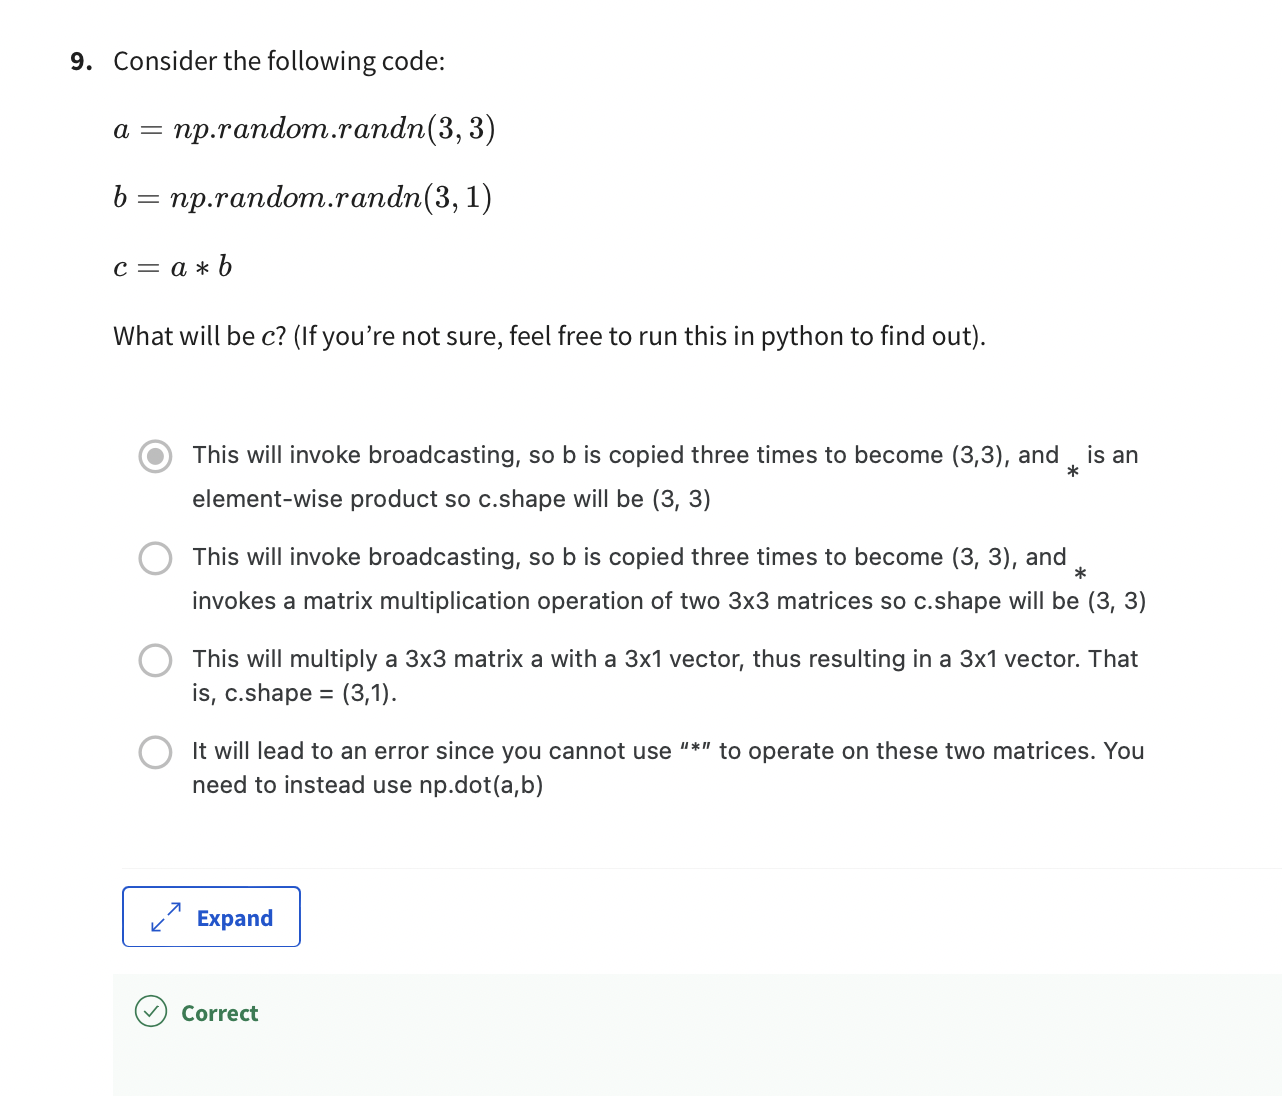 9. Consider the following code:
a = np.random.randn(3, 3)
b = np.random.randn(3, 1)
c = a * b
What will be c? (If you’re not sure, feel free to run this in python to find out).
This will invoke broadcasting, so b is copied three times to become (3,3), and * is an
element-wise product so c.shape will be (3, 3)
This will invoke broadcasting, so b is copied three times to become (3, 3), and *
invokes a matrix multiplication operation of two 3x3 matrices so c.shape will be (3, 3)
This will multiply a 3x3 matrix a with a 3x1 vector, thus resulting in a 3x1 vector. That
is, c.shape = (3,1).
It will lead to an error since you cannot use “*” to operate on these two matrices. You
need to instead use np.dot(a,b)
Expand
Correct